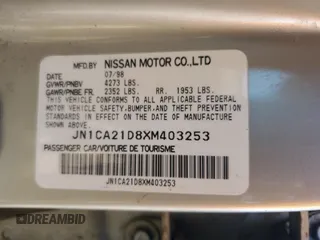 MFD.BY NISSAN MOTOR CO.,LTD
DATE 07/98
GVWR/PNBV 4273 LBS.
GAWR/PNBE FR. 2352 LBS. RR. 1953 LBS.
THIS VEHICLE CONFORMS TO ALL APPLICABLE FEDERAL
MOTOR VEHICLE SAFETY,BUMPER,AND THEFT PREVENTION
STANDARDS IN EFFECT ON THE DATE OF MANUFACTURE
SHOWN ABOVE.
JN1CA21D8XM403253
PASSENGER CAR/VOITURE DE TOURISME
JN1CA21D8XM403253
DREAMBID